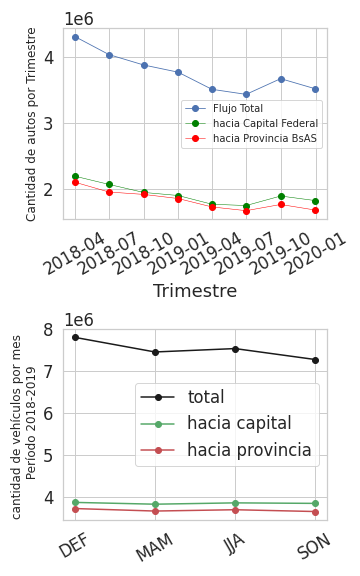 1e6
4
3
2
Cantidad de autos por Trimestre
Flujo Total
hacia Capital Federal
hacia Provincia BsAS
2018-04
2018-07
2018-10
2019-01
2019-04
2019-07
2019-10
2020-01
Trimestre
1e6
8
7
6
5
4
cantidad de vehículos por mes
Período 2018-2019
total
hacia capital
hacia provincia
DEF
MAM
JJA
SON